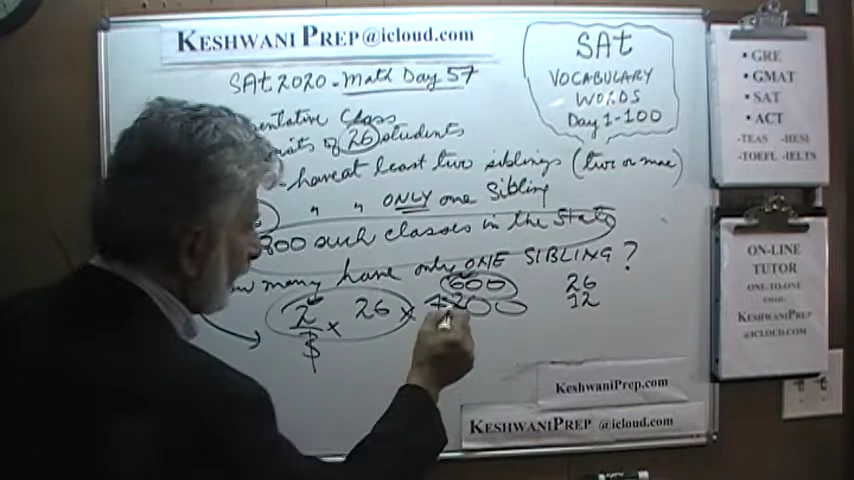 KESHWANI PREP@icloud.com
SAt 2020 - Math Day 57
SAt
VOCABULARY
WORDS
Day 1-100
• GRE
• GMAT
• SAT
• ACT
-TEAS -HESI
-TOEFL -IELTS
Class
of 26 students
have at least two siblings (two or more)
" " ONLY one sibling
such classes in the State
many have only ONE SIBLING ?
600
2 × 26 ×
3
26
12
ON-LINE
TUTOR
ONE-TO-ONE
EMAIL:
KESHWANIPREP
@ICLOUD.COM
KESHWANIPREP.COM
KESHWANIPREP @icloud.com